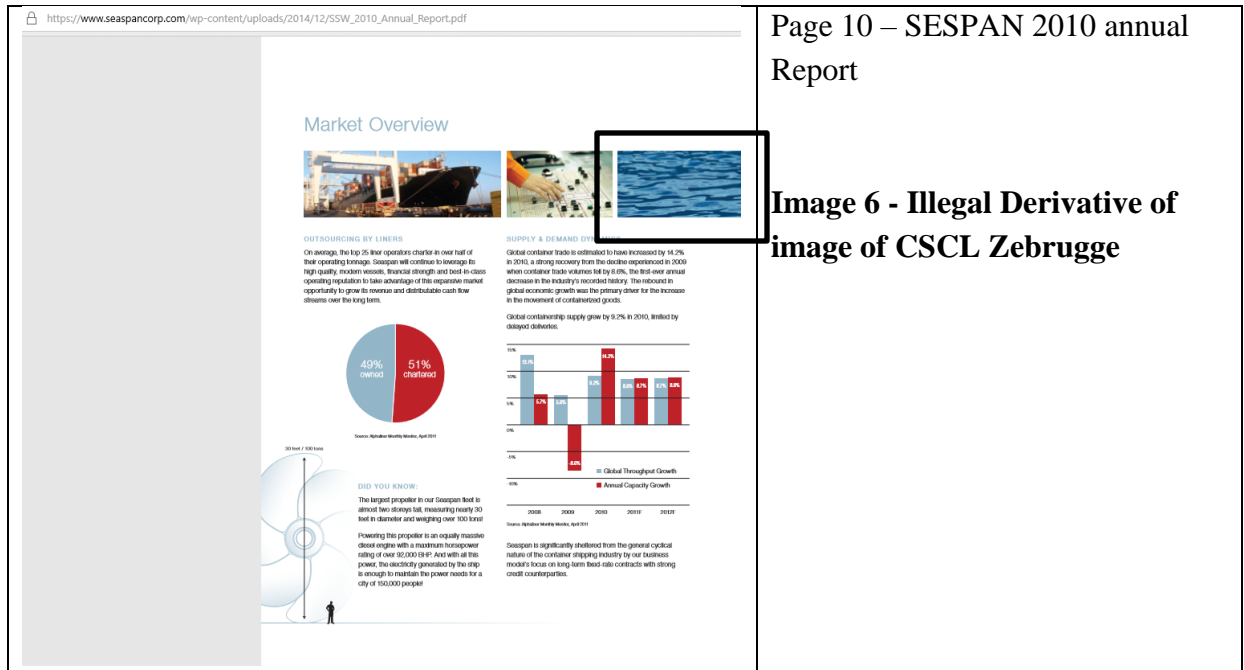 https://www.seaspancorp.com/wp-content/uploads/2014/12/SSW_2010_Annual_Report.pdf
Market Overview
OUTSOURCING BY LINERS
On average, the top 25 liner operators charter-in over half of
their operating tonnage. Seaspan will continue to leverage its
high quality, modern vessels, financial strength and best-in-class
operating reputation to take advantage of this expansive market
opportunity to grow its revenue and distributable cash flow
streams over the long term.
49%
owned
51%
chartered
Source: Alphaliner Monthly Monitor, April 2011
30 feet / 100 tons
DID YOU KNOW:
The largest propeller in our Seaspan fleet is
almost two storeys tall, measuring nearly 30
feet in diameter and weighing over 100 tons!
Powering this propeller is an equally massive
diesel engine with a maximum horsepower
rating of over 92,000 BHP. And with all this
power, the electricity generated by the ship
is enough to maintain the power needs for a
city of 150,000 people!
SUPPLY & DEMAND
Global container trade is estimated to have increased by 14.2%
in 2010, a strong recovery from the decline experienced in 2009
when container trade volumes fell by 8.6%, the first-ever annual
decrease in the industry's recorded history. The rebound in
global economic growth was the primary driver for the increase
in the movement of containerized goods.
Global containership supply grew by 9.2% in 2010, limited by
delayed deliveries.
15%
10%
5%
0%
-5%
-10%
5.7%
9.2%
14.2%
8.7%
8.7%
-8.6%
Global Throughput Growth
Annual Capacity Growth
2008 2009 2010 2011F 2012F
Source: Alphaliner Monthly Monitor, April 2011
Seaspan is significantly sheltered from the general cyclical
nature of the container shipping industry by our business
model's focus on long-term fixed-rate contracts with strong
credit counterparties.
Page 10 – SESPAN 2010 annual
Report
Image 6 - Illegal Derivative of
image of CSCL Zebrugge